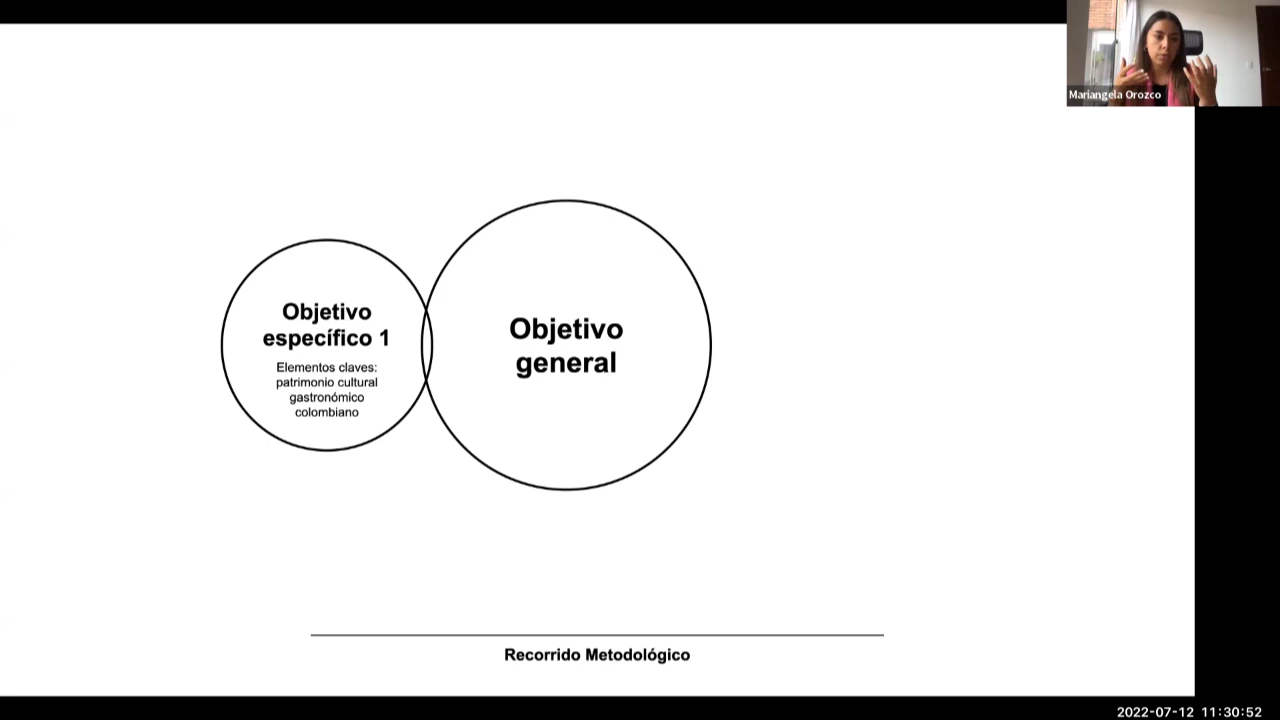 Mariangela Orozco
Objetivo
específico 1
Elementos claves:
patrimonio cultural
gastronómico
colombiano
Objetivo
general
Recorrido Metodológico
2022-07-12 11:30:52